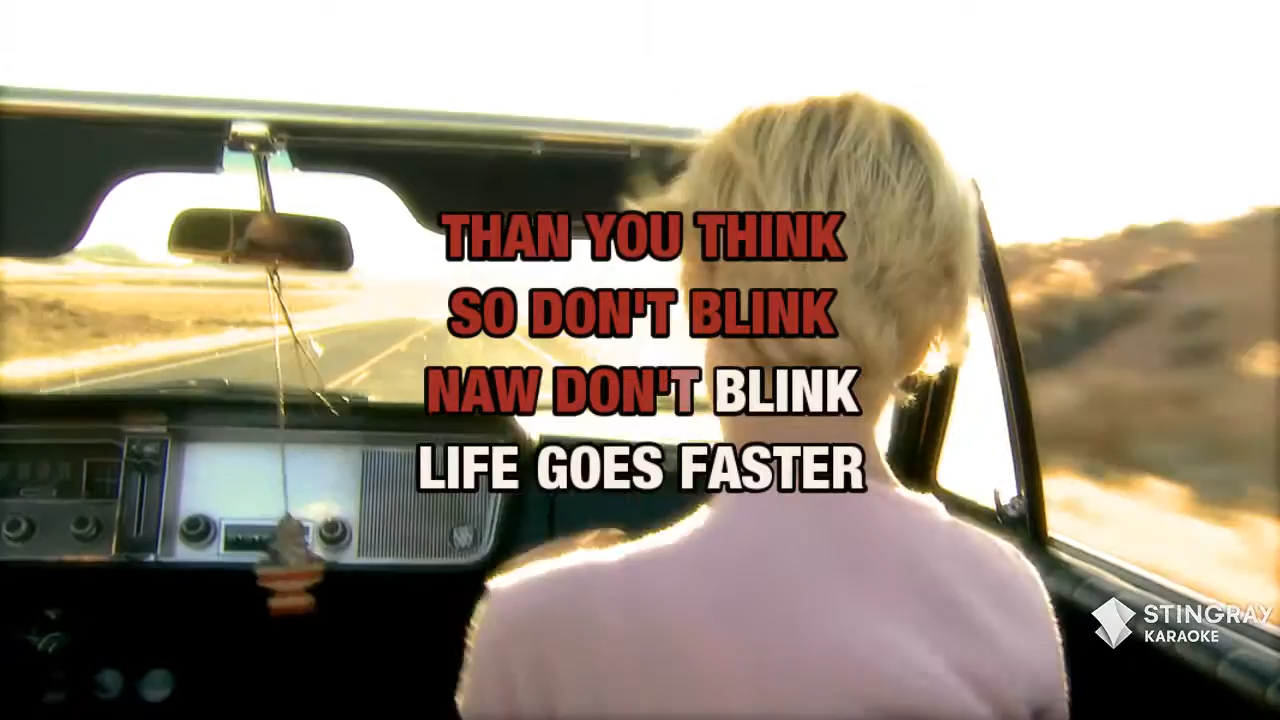 THAN YOU THINK
SO DON'T BLINK
NAW DON'T BLINK
LIFE GOES FASTER
STINGRAY
KARAOKE